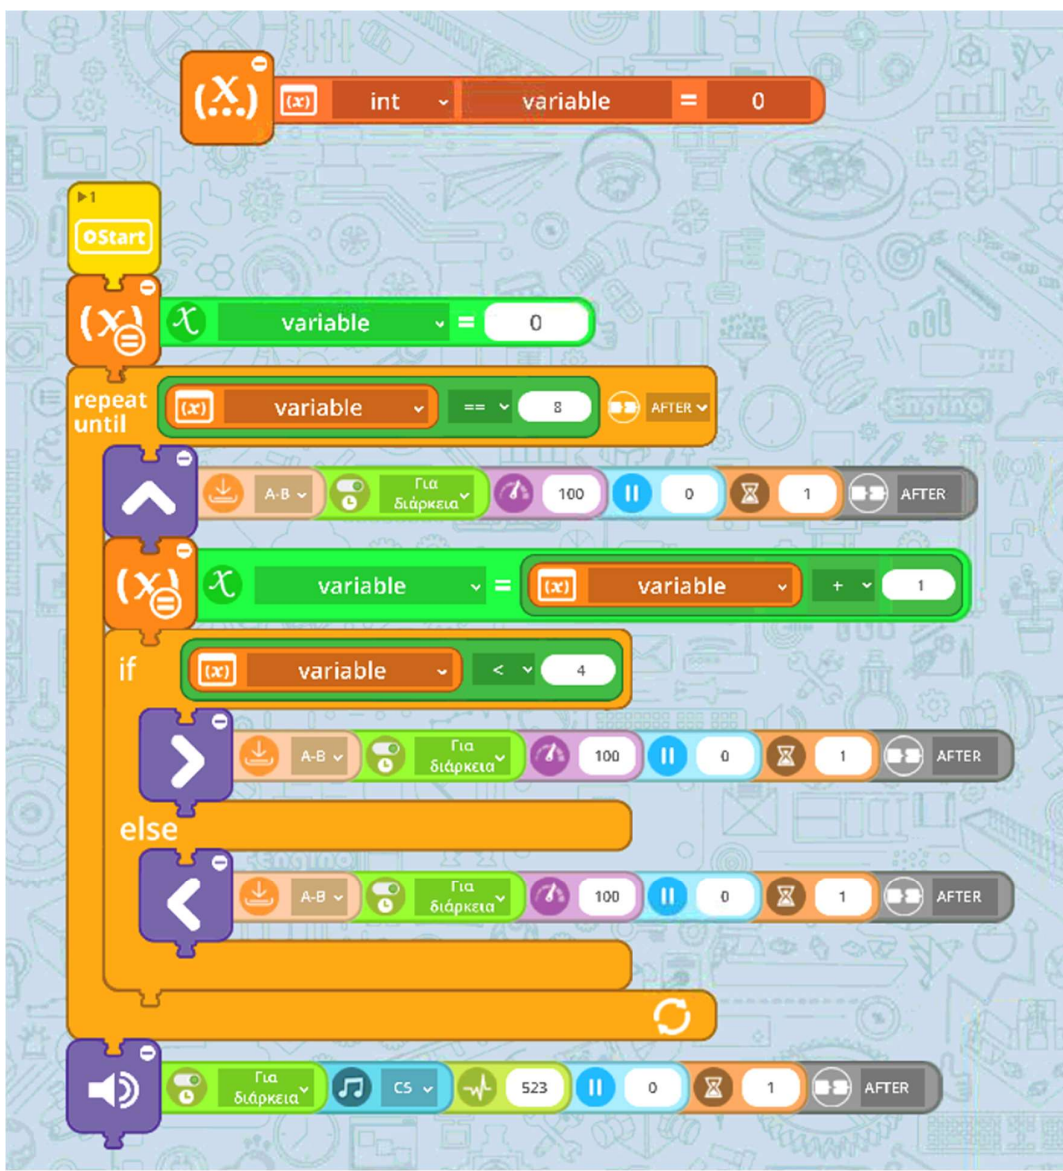 (X...) (x) int variable = 0
1
Start
(x=) X variable = 0
repeat until (x) variable == 8 AFTER
A-B Για διάρκεια 100 0 1 AFTER
(x=) X variable = (x) variable + 1
if (x) variable < 4
A-B Για διάρκεια 100 0 1 AFTER
else
A-B Για διάρκεια 100 0 1 AFTER
Για διάρκεια C5 523 0 1 AFTER